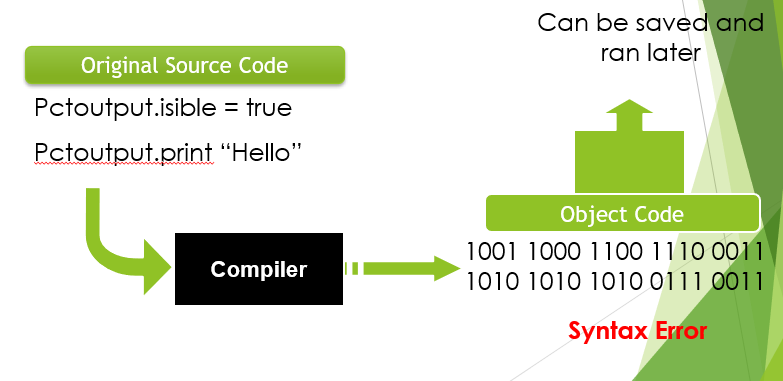 Can be saved and
ran later
Original Source Code
Pctoutput.isible = true
Pctoutput.print “Hello”
Object Code
Compiler
1001 1000 1100 1110 0011
1010 1010 1010 0111 0011
Syntax Error